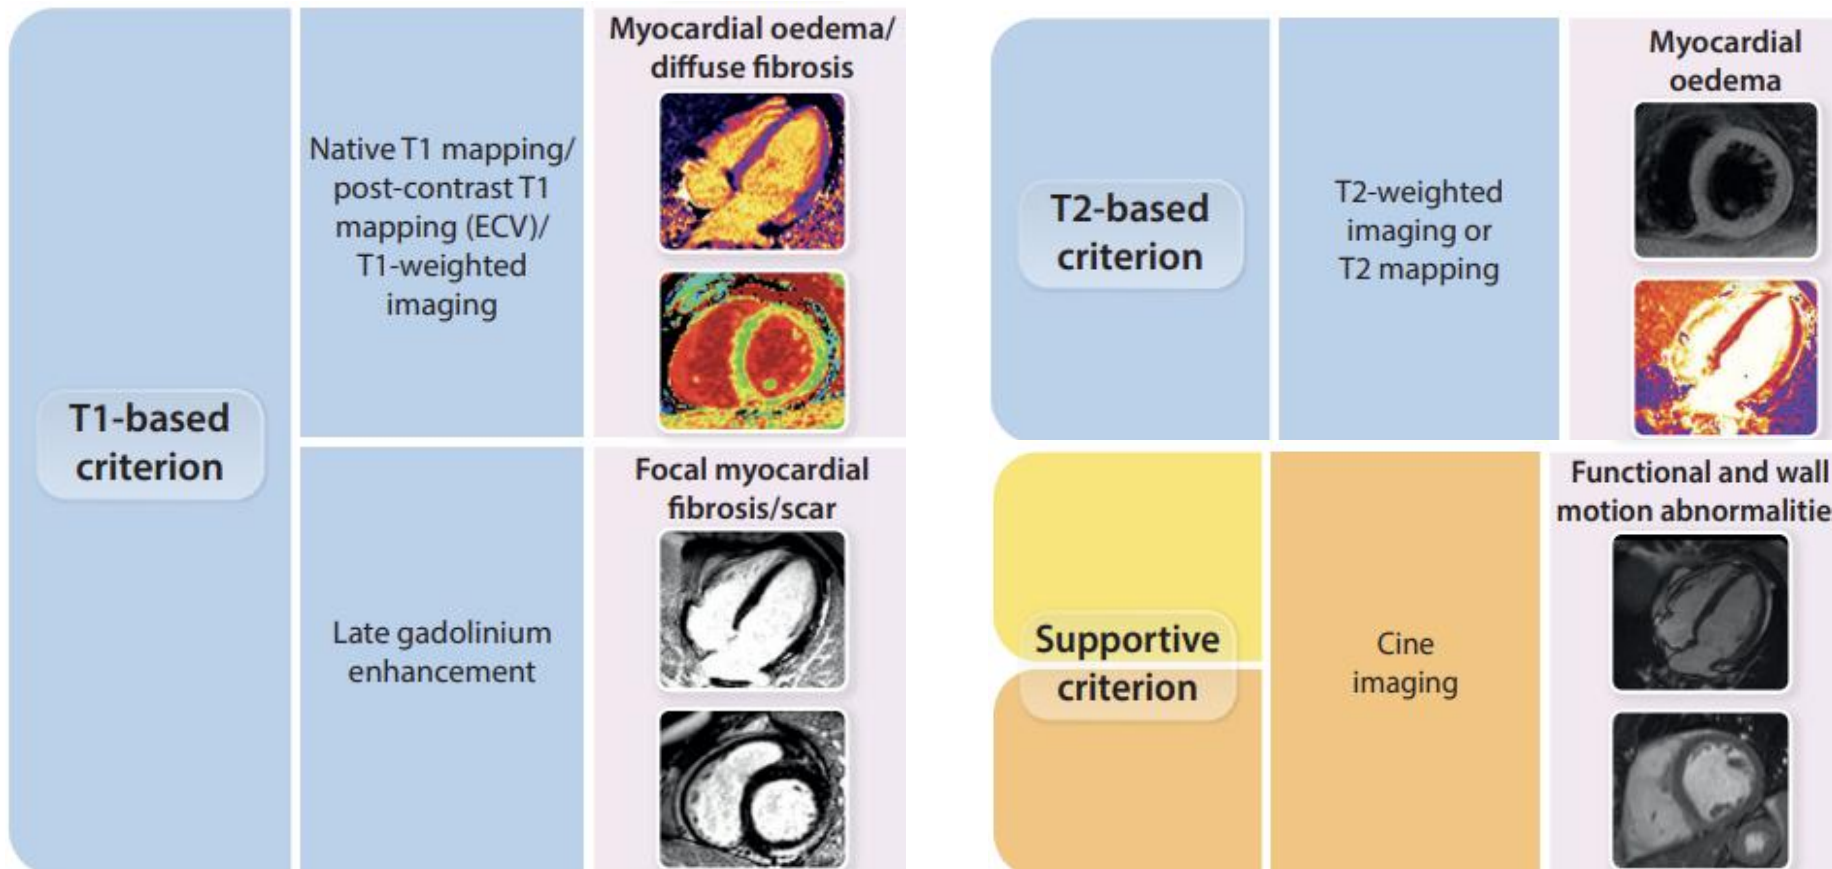 T1-based
criterion
Native T1 mapping/
post-contrast T1
mapping (ECV)/
T1-weighted
imaging
Myocardial oedema/
diffuse fibrosis
Late gadolinium
enhancement
Focal myocardial
fibrosis/scar
T2-based
criterion
T2-weighted
imaging or
T2 mapping
Myocardial
oedema
Supportive
criterion
Cine
imaging
Functional and wall
motion abnormalitie